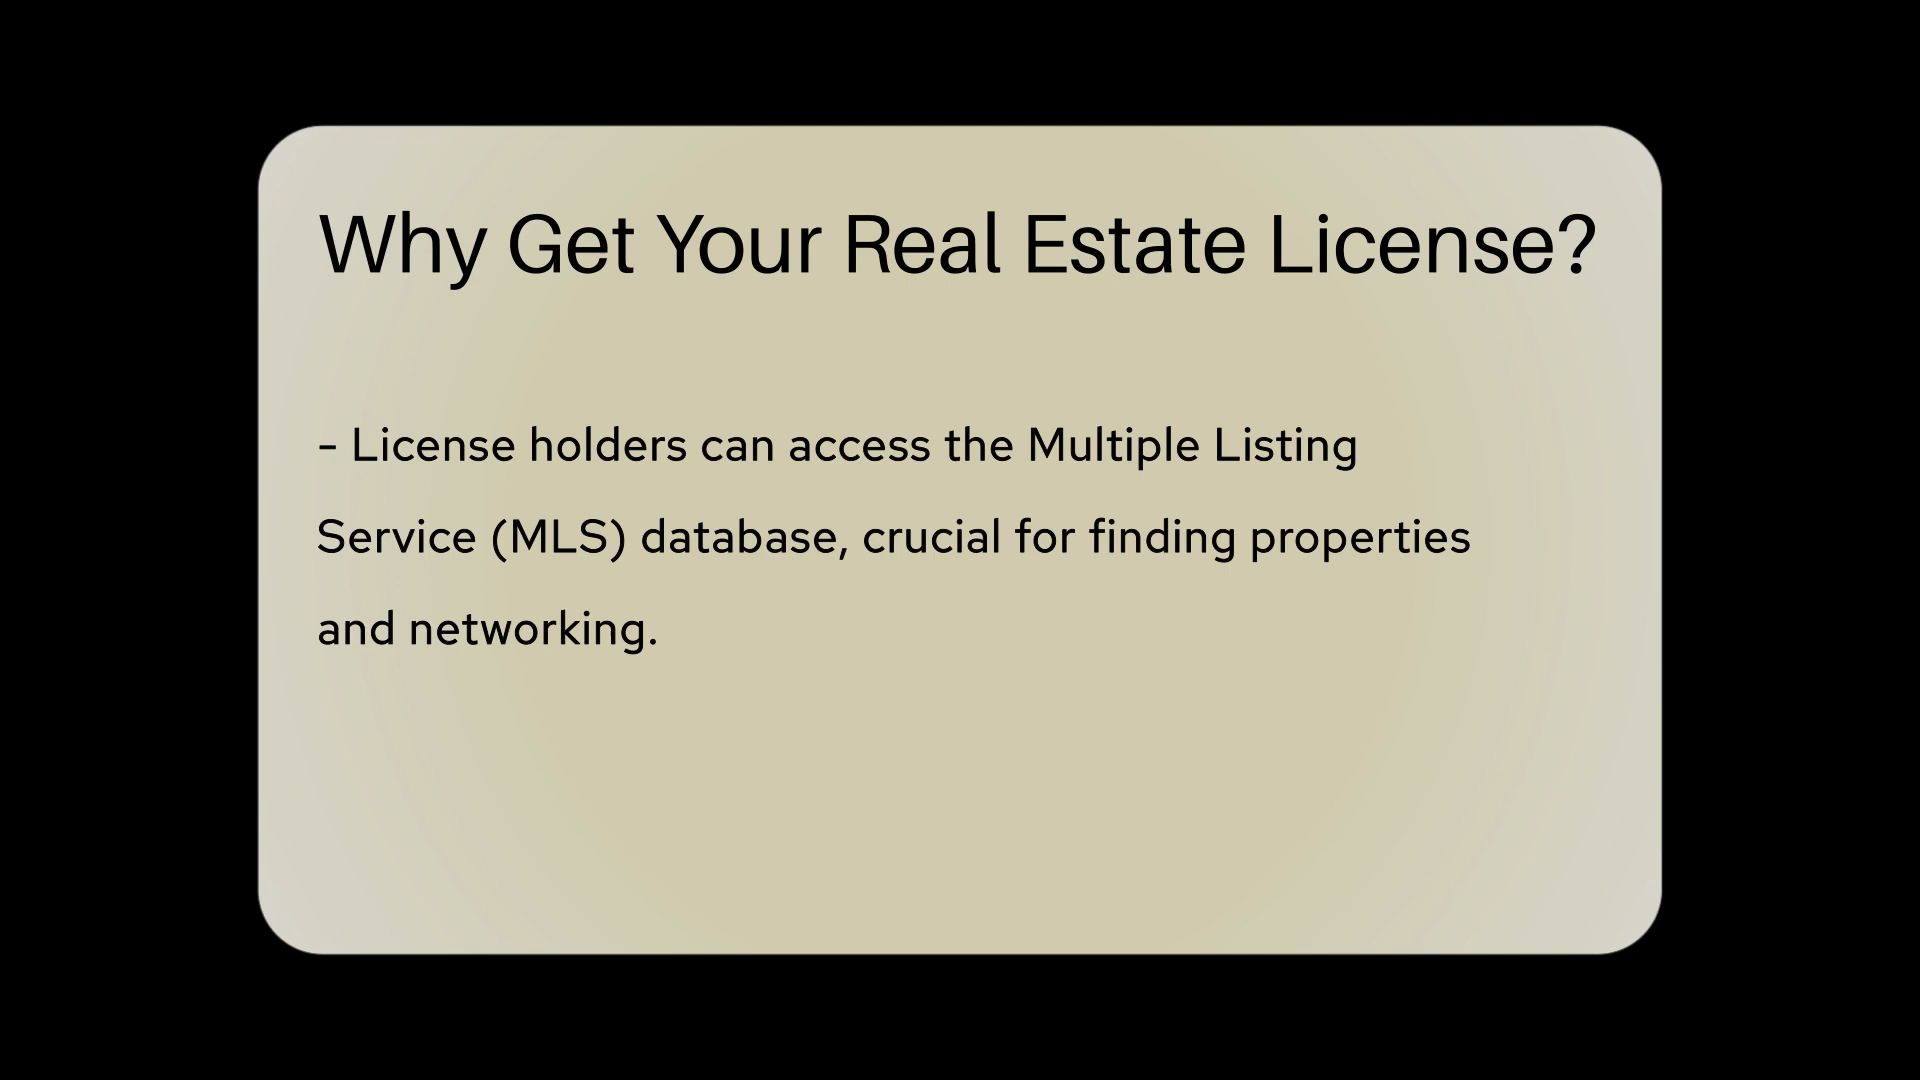 Why Get Your Real Estate License?
- License holders can access the Multiple Listing
Service (MLS) database, crucial for finding properties
and networking.